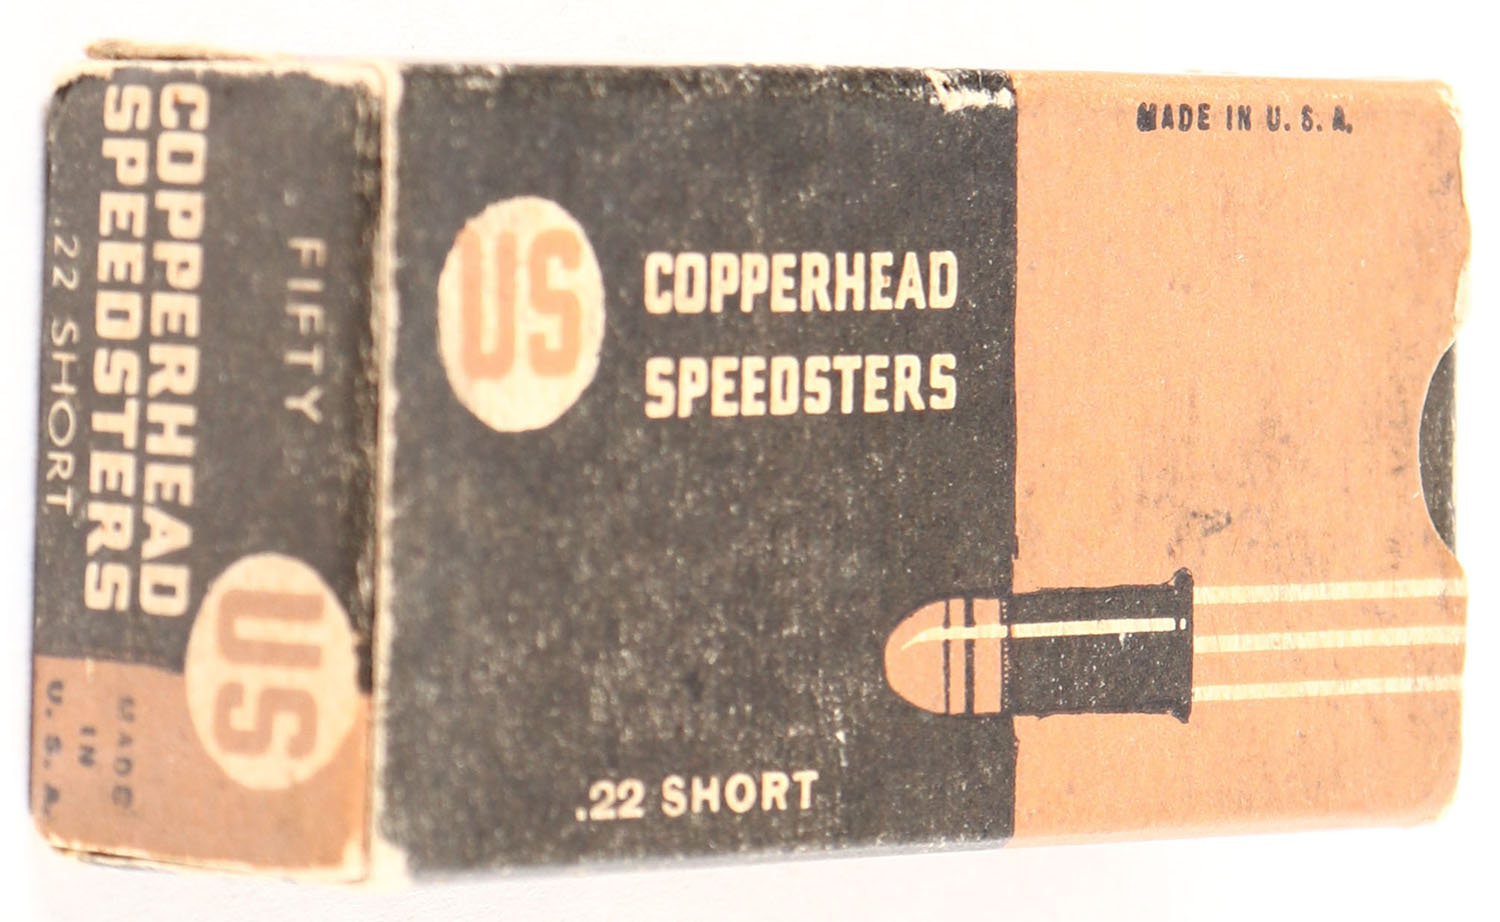 MADE IN U. S. A.
US
COPPERHEAD
SPEEDSTERS
.22 SHORT
FIFTY
COPPERHEAD
SPEEDSTERS
.22 SHORT
US
MADE
IN
U. S. A.